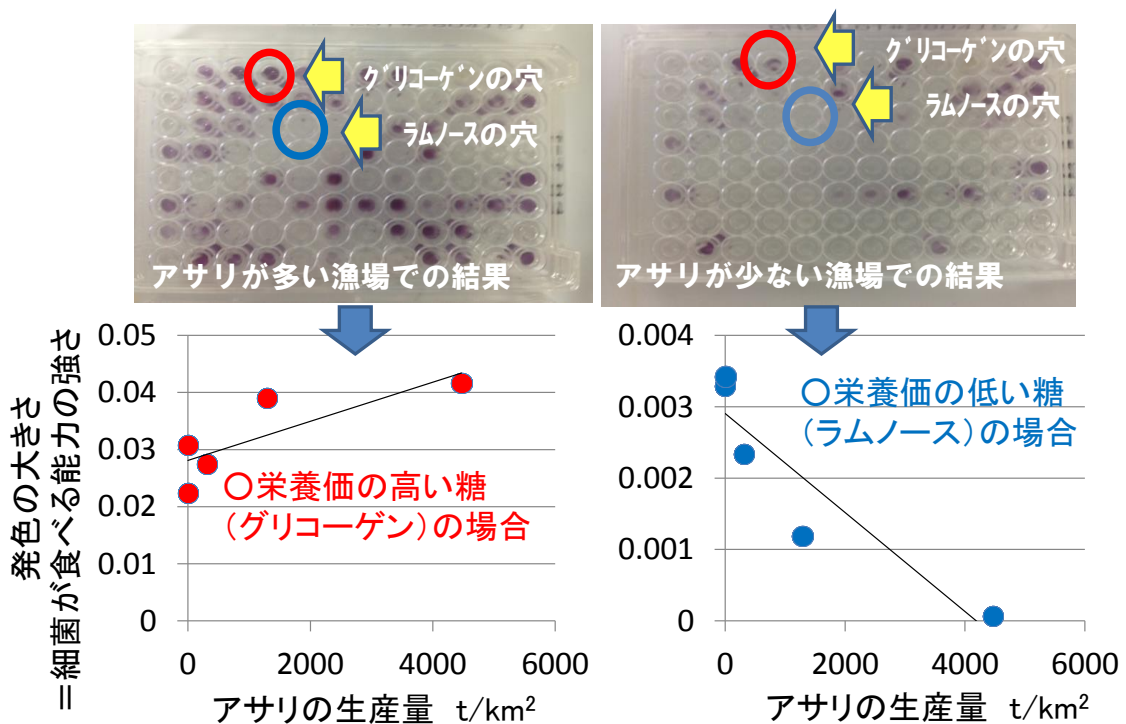 グリコーゲンの穴
ラムノースの穴
アサリが多い漁場での結果
グリコーゲンの穴
ラムノースの穴
アサリが少ない漁場での結果
発色の大きさ
＝細菌が食べる能力の強さ
0.05
0.04
0.03
0.02
0.01
0
〇栄養価の高い糖
（グリコーゲン）の場合
0 2000 4000 6000
アサリの生産量 t/km²
0.004
0.003
0.002
0.001
0
〇栄養価の低い糖
（ラムノース）の場合
0 2000 4000 6000
アサリの生産量 t/km²